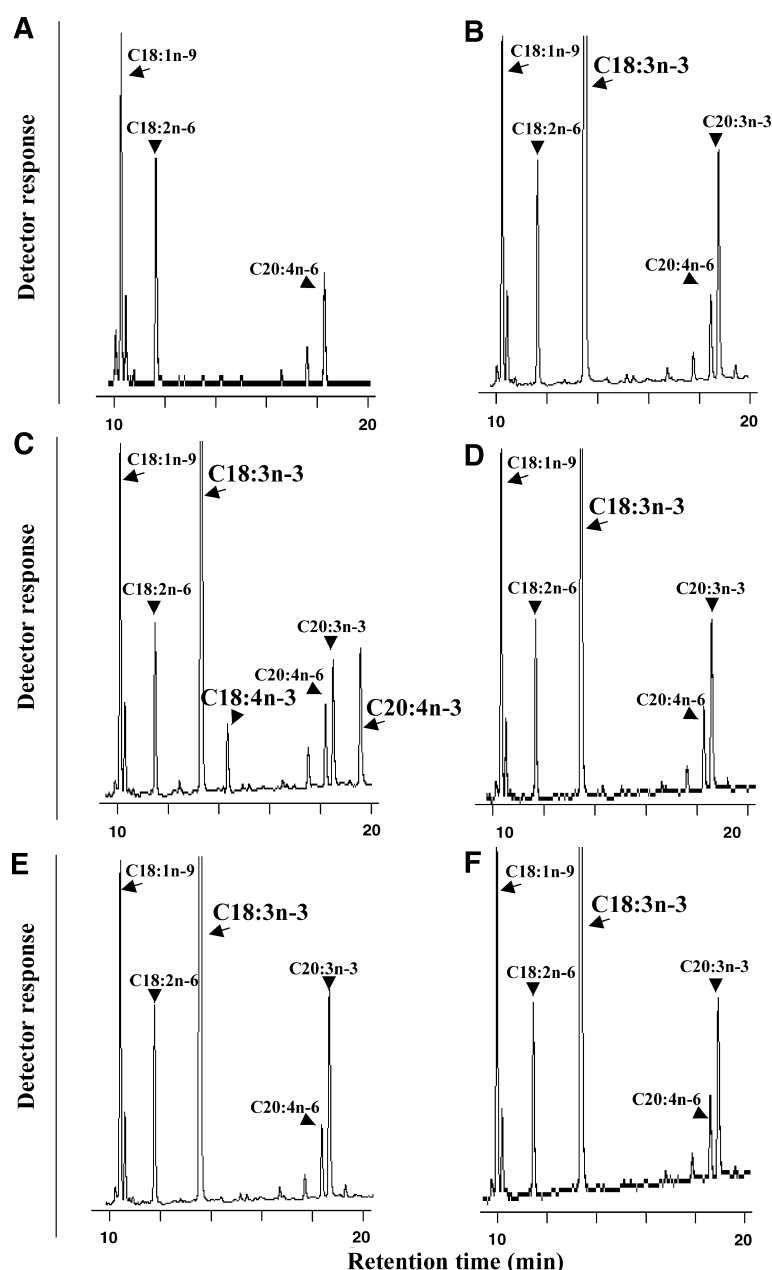 A
B
C18:1n-9
C18:2n-6
C20:4n-6
Detector response
10
20
C18:1n-9
C18:3n-3
C18:2n-6
C20:3n-3
C20:4n-6
10
20
C
D
C18:1n-9
C18:3n-3
C18:2n-6
C20:3n-3
C20:4n-6
C18:4n-3
C20:4n-3
Detector response
10
20
C18:1n-9
C18:3n-3
C18:2n-6
C20:3n-3
C20:4n-6
10
20
E
F
C18:1n-9
C18:3n-3
C18:2n-6
C20:3n-3
C20:4n-6
Detector response
10
20
C18:1n-9
C18:3n-3
C18:2n-6
C20:3n-3
C20:4n-6
10
20
Retention time (min)